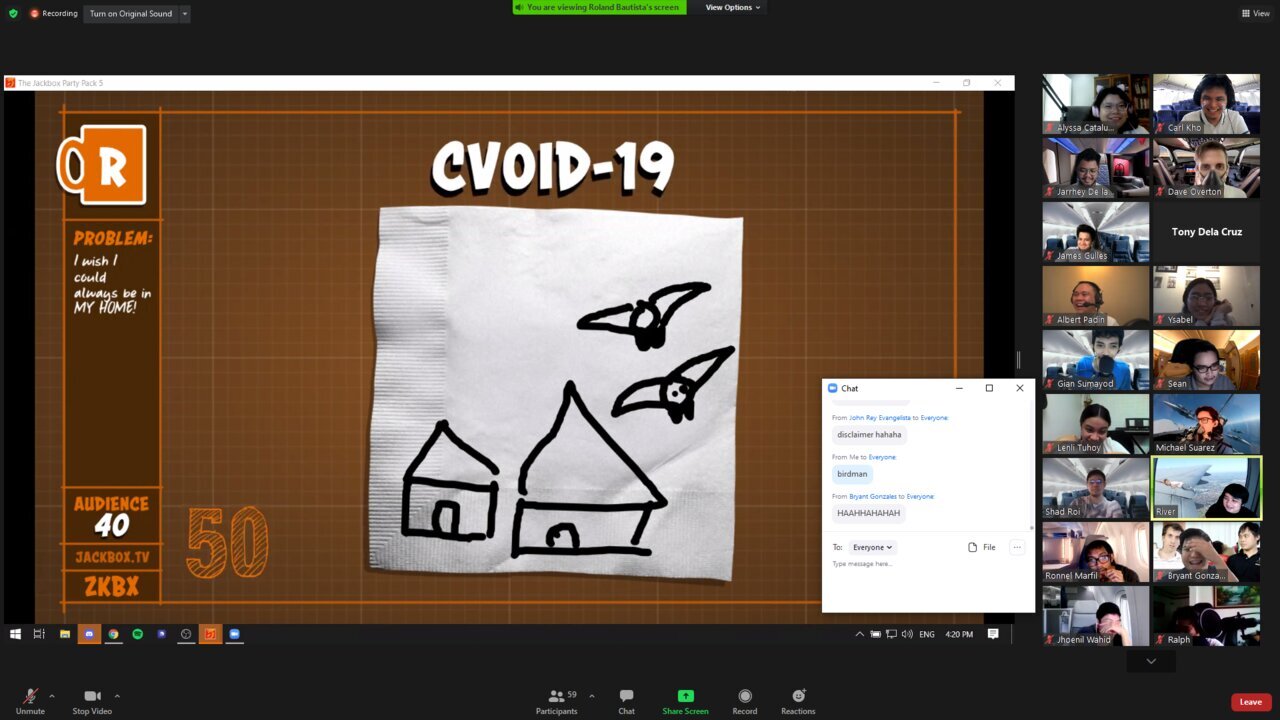 Recording
Turn on Original Sound
You are viewing Roland Bautista's screen
View Options
View
The Jackbox Party Pack 5
R
CVOID-19
PROBLEM:
I wish I
could
always be in
MY HOME!
AUDIENCE
40
JACKBOX.TV
ZKBX
50
Chat
From John Rey Evangelista to Everyone:
disclaimer hahaha
From Me to Everyone:
birdman
From Bryant Gonzales to Everyone:
HAAHHAHAHAH
To: Everyone
File
Type message here...
Alyssa Catalu...
Carl Kho
Jarrhey De la...
Dave Overton
James Gulles
Tony Dela Cruz
Albert Padin
Ysabel
Gian Sumayod
Sean
Lenli Tuhoy
Michael Suarez
Shad Roi
River
Ronnel Marfil
Bryant Gonza...
Jhoenil Wahid
Ralph
ENG
4:20 PM
Unmute
Stop Video
Participants
59
Chat
Share Screen
Record
Reactions
Leave